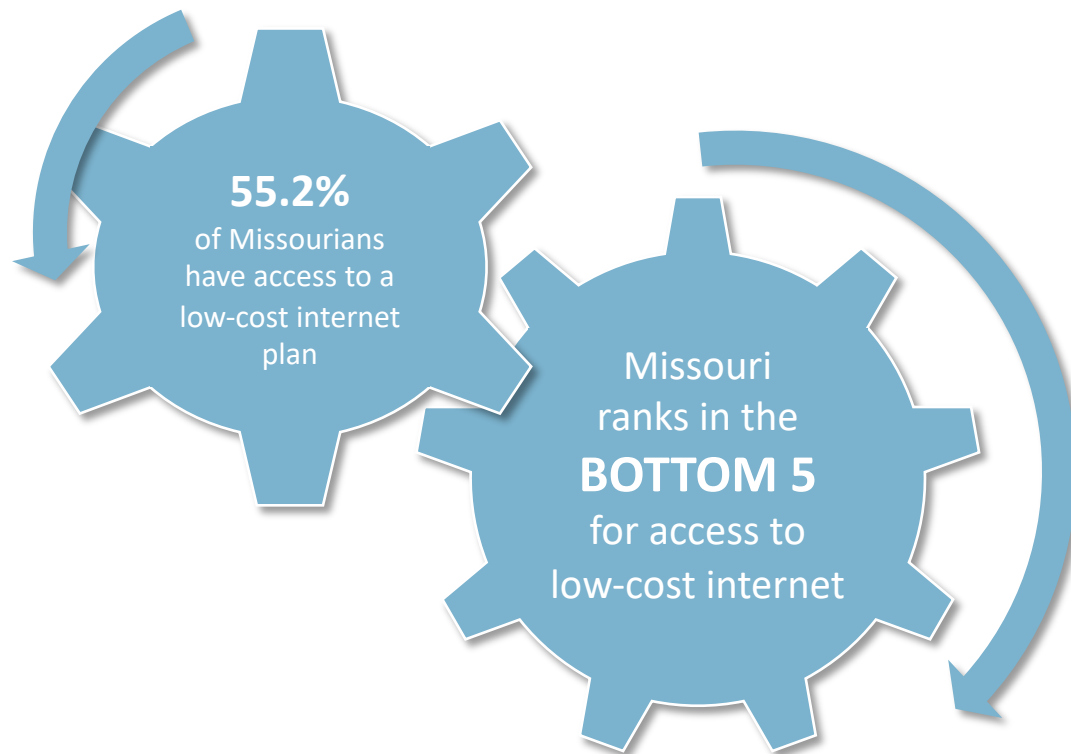 55.2%
of Missourians
have access to a
low-cost internet
plan
Missouri
ranks in the
BOTTOM 5
for access to
low-cost internet